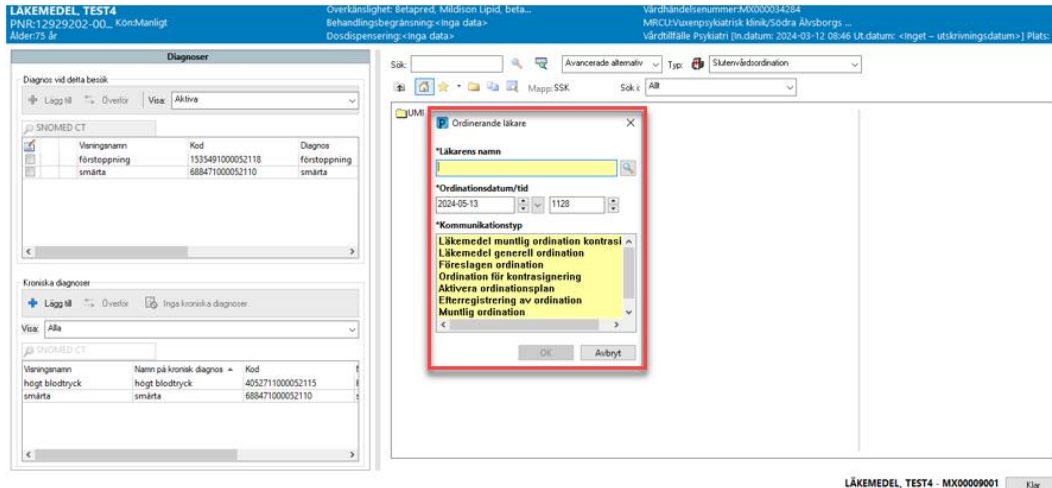 LÄKEMEDEL, TEST4
PNR:12929202-00... Kön:Manligt
Ålder:75 år
Överkänslighet: Betapred, Mildison Lipid, beta...
Behandlingsbegränsning:<Inga data>
Dosdispensering:<Inga data>
Vårdhändelsenummer:MX000034284
MRCU:Vuxenpsykiatrisk klinik/Södra Älvsborgs ...
Vårdtillfälle Psykiatri [In.datum: 2024-03-12 08:46 Ut.datum: <Inget – utskrivningsdatum>] Plats:
Diagnoser
Diagnos vid detta besök
Lägg till Överför Visa: Aktiva
SNOMED CT
Visningsnamn Kod Diagnos
förstoppning 1535491000052118 förstoppning
smärta 688471000052110 smärta
Kroniska diagnoser
Lägg till Överför Inga kroniska diagnoser
Visa: Alla
SNOMED CT
Visningsnamn Namn på kronisk diagnos Kod
högt blodtryck högt blodtryck 4052711000052115
smärta smärta 688471000052110
Sök: Avancerade alternativ Typ: Slutenvårdsordination
Mapp: SSK Sök i: Allt
UMI
Ordinerande läkare
*Läkarens namn
*Ordinationsdatum/tid
2024-05-13 1128
*Kommunikationstyp
Läkemedel muntlig ordination kontrasi
Läkemedel generell ordination
Föreslagen ordination
Ordination för kontrasignering
Aktivera ordinationsplan
Efterregistrering av ordination
Muntlig ordination
OK Avbryt
LÄKEMEDEL, TEST4 - MX00009001 Klar